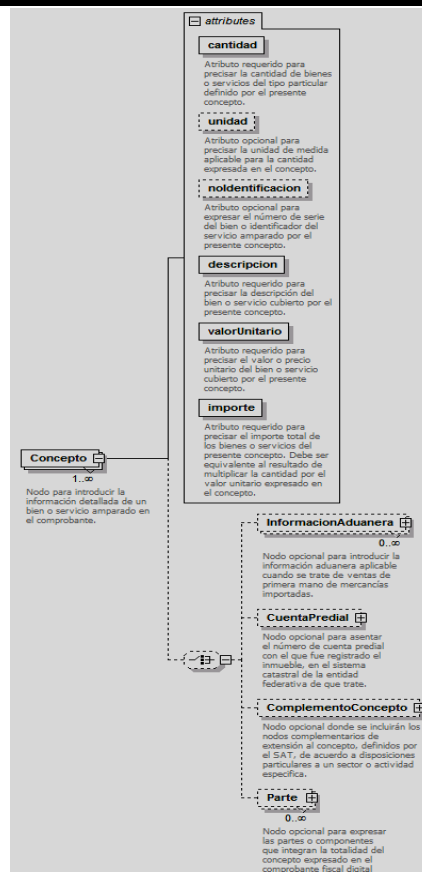 attributes
cantidad
Atributo requerido para
precisar la cantidad de bienes
o servicios del tipo particular
definido por el presente
concepto.
unidad
Atributo opcional para
precisar la unidad de medida
aplicable para la cantidad
expresada en el concepto.
noIdentificacion
Atributo opcional para
expresar el número de serie
del bien o identificador del
servicio amparado por el
presente concepto.
descripcion
Atributo requerido para
precisar la descripción del
bien o servicio cubierto por el
presente concepto.
valorUnitario
Atributo requerido para
precisar el valor o precio
unitario del bien o servicio
cubierto por el presente
concepto.
importe
Atributo requerido para
precisar el importe total de
los bienes o servicios del
presente concepto. Debe ser
equivalente al resultado de
multiplicar la cantidad por el
valor unitario expresado en
el concepto.
Concepto
1..∞
Nodo para introducir la
información detallada de un
bien o servicio amparado en
el comprobante.
InformacionAduanera
0..∞
Nodo opcional para introducir la
información aduanera aplicable
cuando se trate de ventas de
primera mano de mercancías
importadas.
CuentaPredial
Nodo opcional para asentar
el número de cuenta predial
con el que fue registrado el
inmueble, en el sistema
catastral de la entidad
federativa de que trate.
ComplementoConcepto
Nodo opcional donde se incluirán los
nodos complementarios de
extensión al concepto, definidos por
el SAT, de acuerdo a disposiciones
particulares a un sector o actividad
especifica.
Parte
0..∞
Nodo opcional para expresar
las partes o componentes
que integran la totalidad del
concepto expresado en el
comprobante fiscal digital